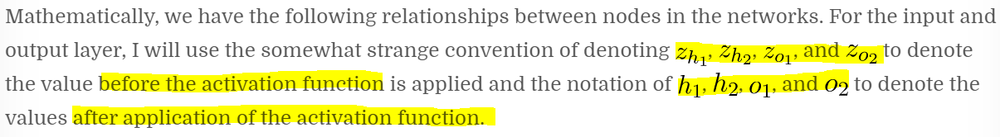 Mathematically, we have the following relationships between nodes in the networks. For the input and
output layer, I will use the somewhat strange convention of denoting z_{h_1}, z_{h_2}, z_{o_1}, and z_{o_2} to denote
the value before the activation function is applied and the notation of h_1, h_2, o_1, and o_2 to denote the
values after application of the activation function.